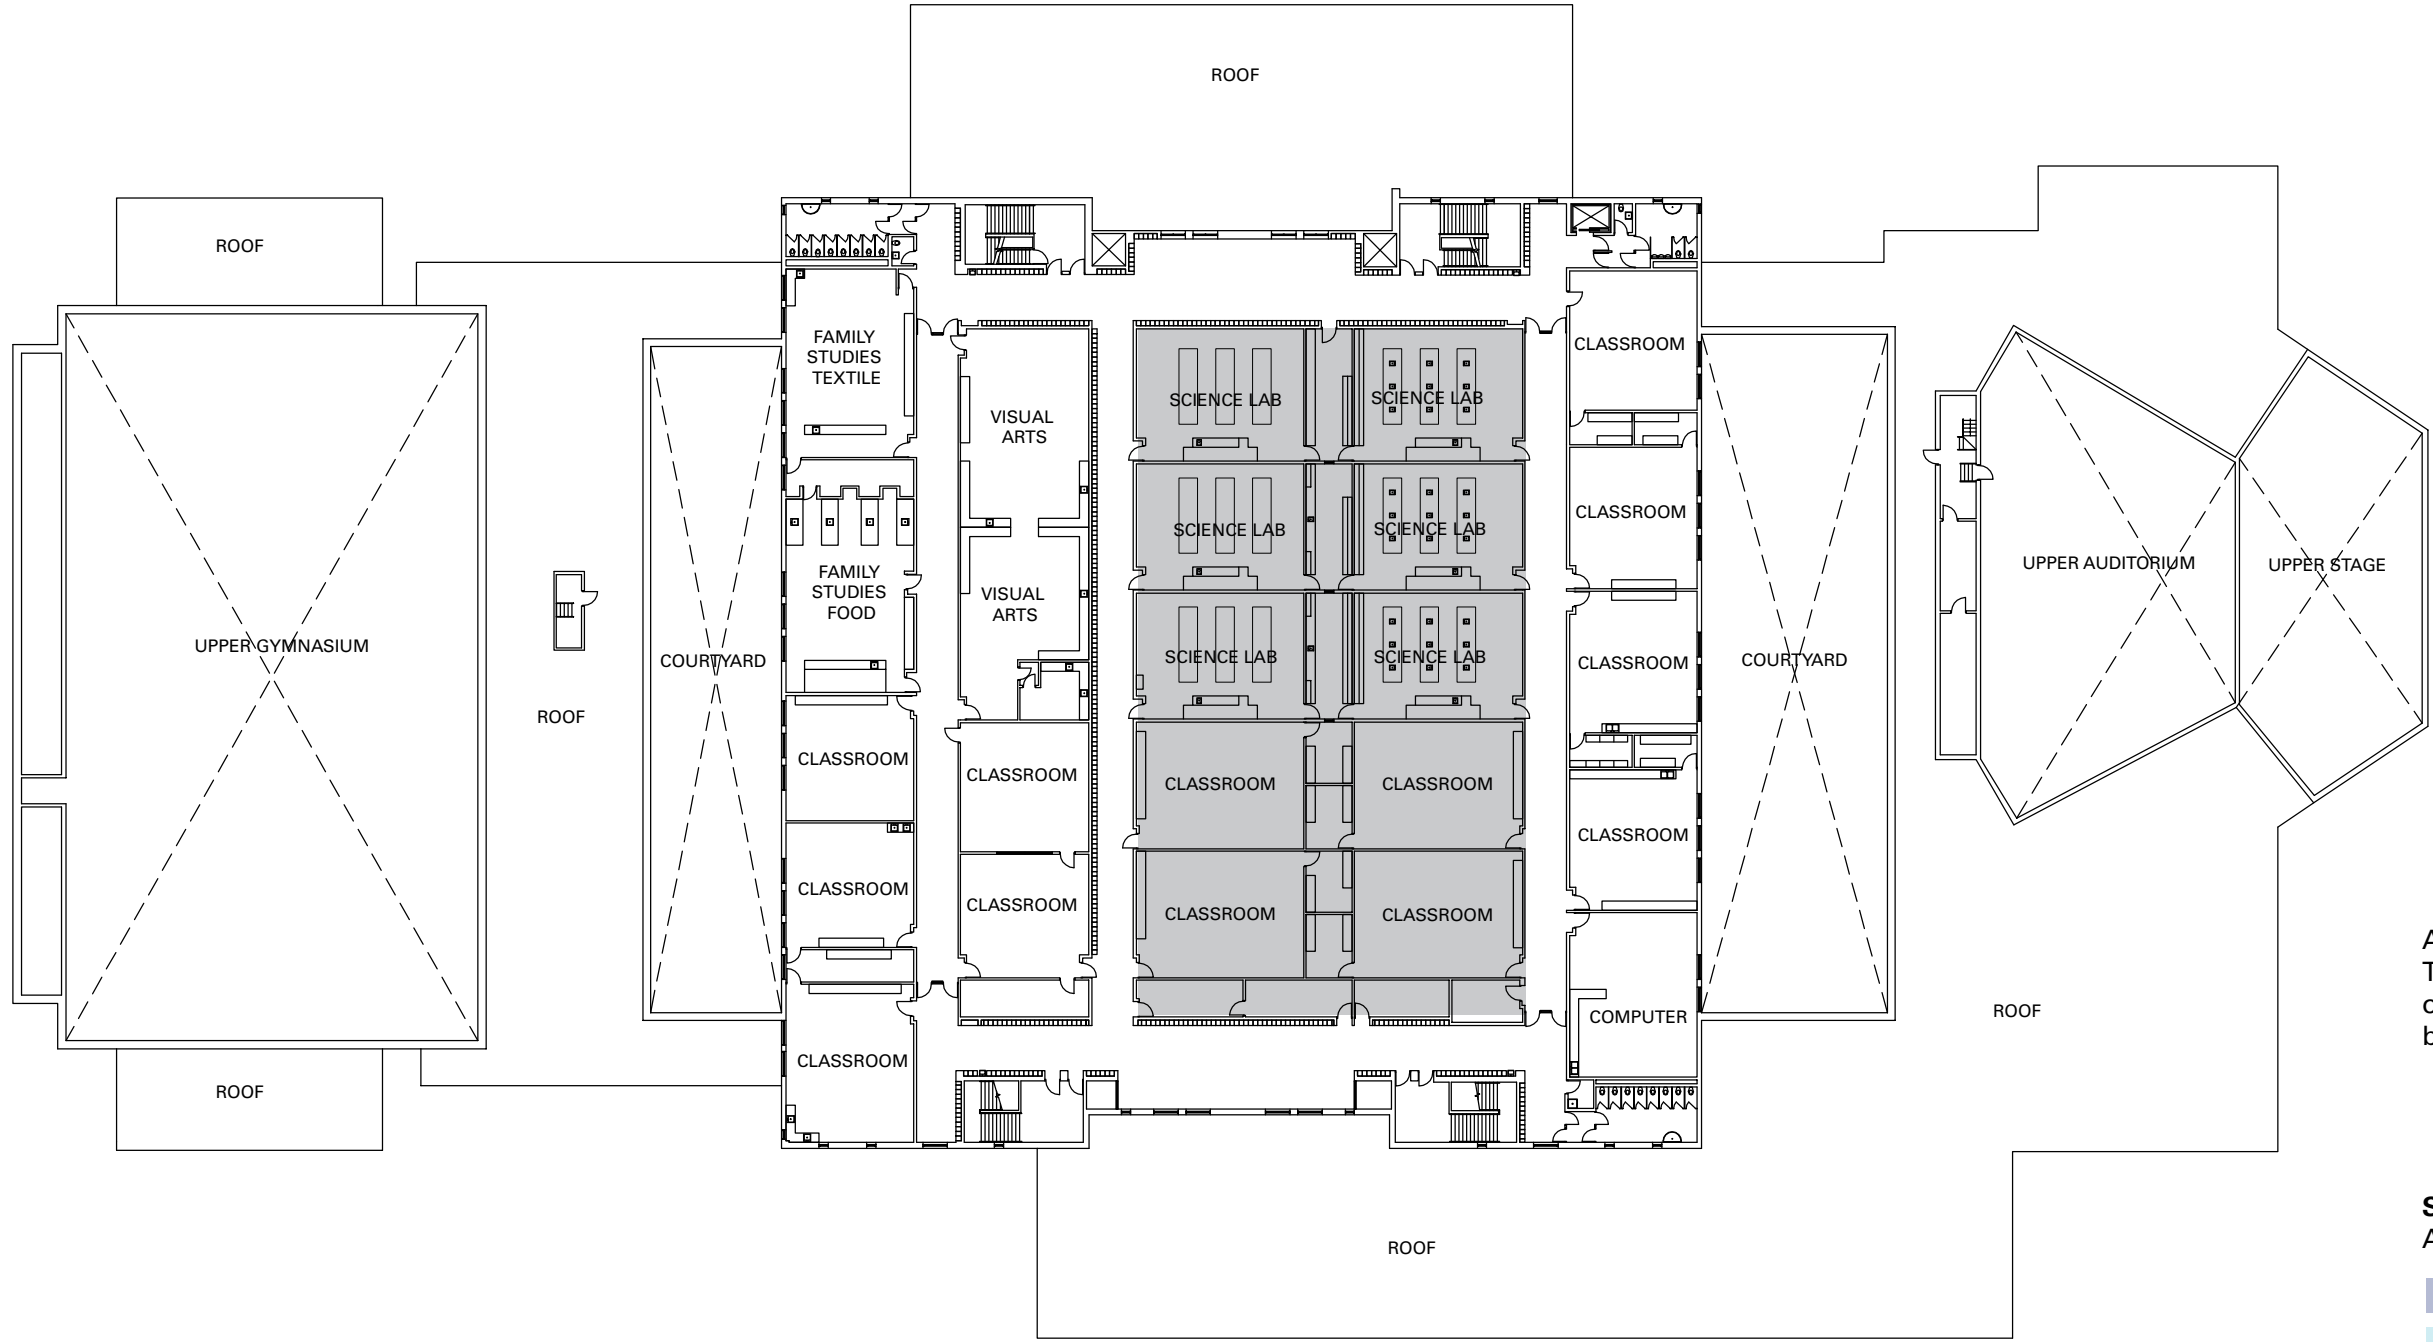 ROOF
ROOF
FAMILY
STUDIES
TEXTILE
CLASSROOM
SCIENCE LAB
SCIENCE LAB
VISUAL
ARTS
CLASSROOM
SCIENCE LAB
SCIENCE LAB
UPPER AUDITORIUM
UPPER STAGE
FAMILY
STUDIES
FOOD
VISUAL
ARTS
UPPER GYMNASIUM
COURTYARD
SCIENCE LAB
SCIENCE LAB
CLASSROOM
COURTYARD
ROOF
CLASSROOM
CLASSROOM
CLASSROOM
CLASSROOM
CLASSROOM
CLASSROOM
CLASSROOM
CLASSROOM
CLASSROOM
ROOF
COMPUTER
CLASSROOM
ROOF
ROOF